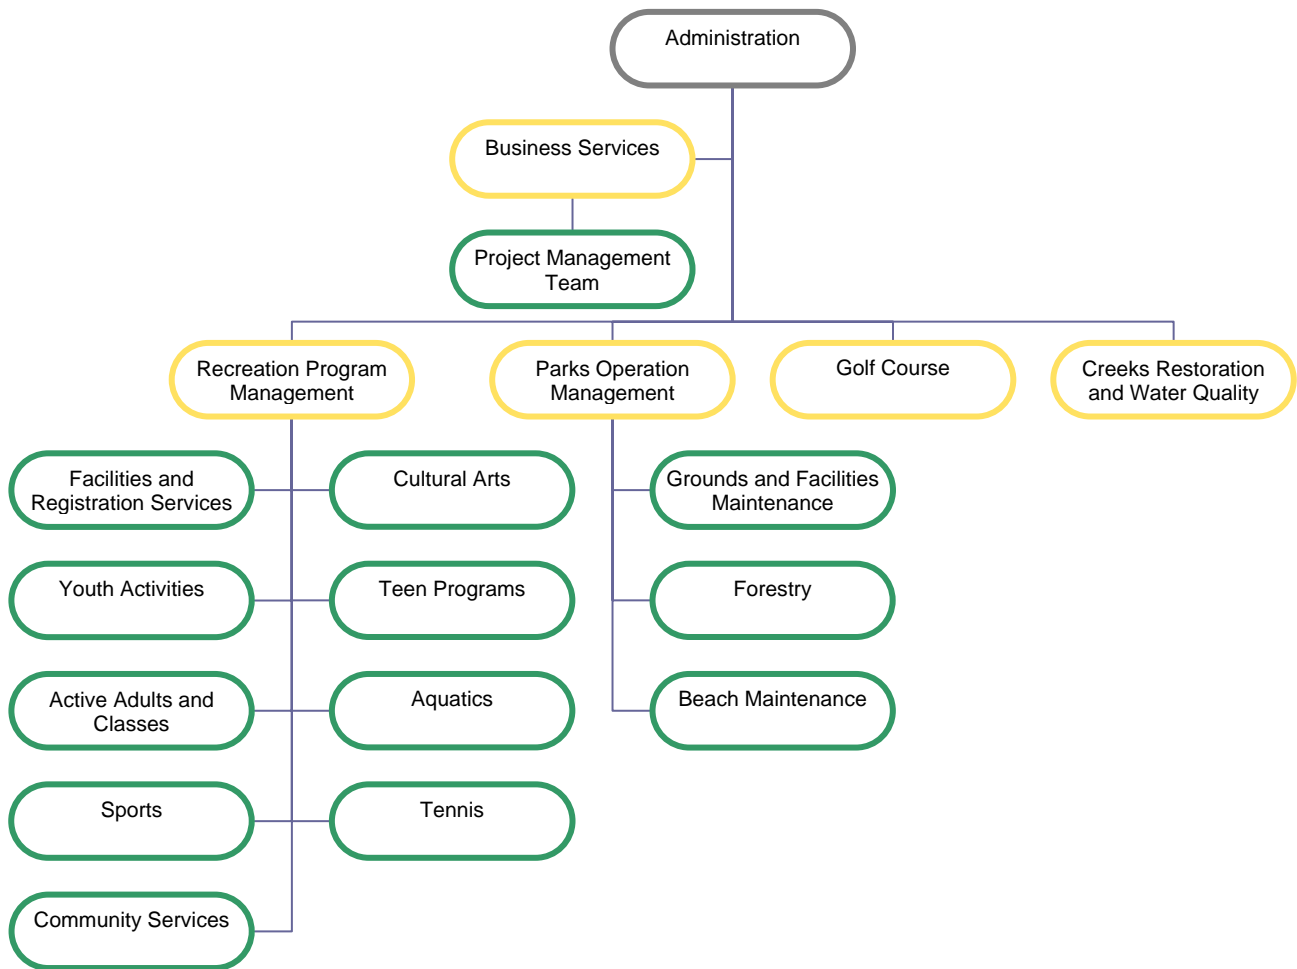 Administration
Business Services
Project Management
Team
Recreation Program
Management
Parks Operation
Management
Golf Course
Creeks Restoration
and Water Quality
Facilities and
Registration Services
Cultural Arts
Grounds and Facilities
Maintenance
Youth Activities
Teen Programs
Forestry
Active Adults and
Classes
Aquatics
Beach Maintenance
Sports
Tennis
Community Services